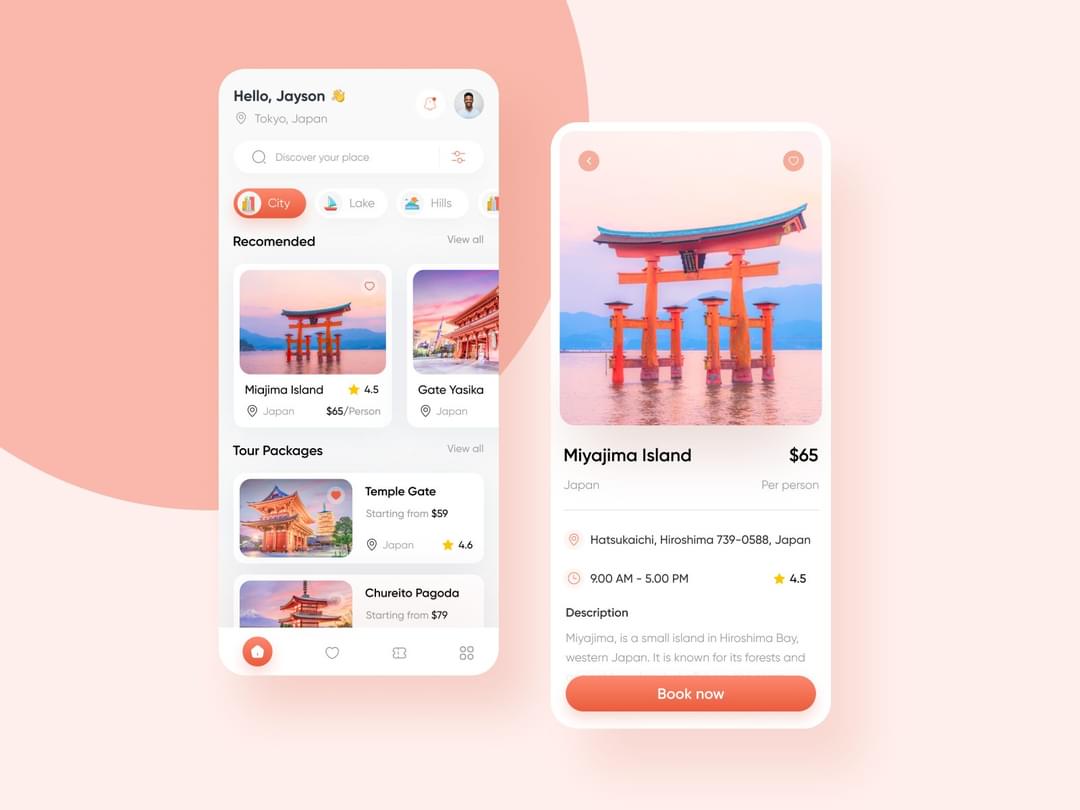 Hello, Jayson 👋
Tokyo, Japan
Discover your place
City
Lake
Hills
Recomended
View all
Miajima Island
4.5
Japan
$65/Person
Gate Yasika
Japan
Tour Packages
View all
Temple Gate
Starting from $59
Japan
4.6
Chureito Pagoda
Starting from $79
Miyajima Island
$65
Japan
Per person
Hatsukaichi, Hiroshima 739-0588, Japan
9.00 AM - 5.00 PM
4.5
Description
Miyajima, is a small island in Hiroshima Bay,
western Japan. It is known for its forests and
Book now